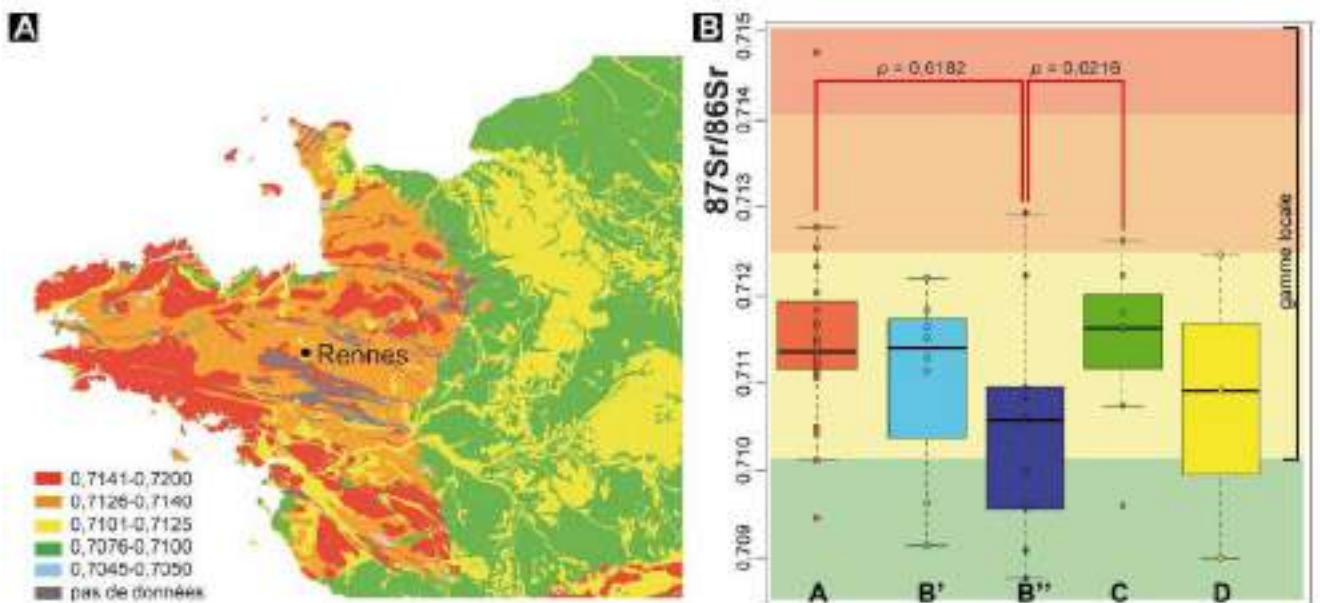 A
Rennes
0,7141-0,7200
0,7126-0,7140
0,7101-0,7125
0,7076-0,7100
0,7045-0,7050
pas de données
B
87Sr/86Sr
0,715
0,714
0,713
0,712
0,711
0,710
0,709
p = 0,6182
p = 0,0216
gamme locale
A B' B'' C D